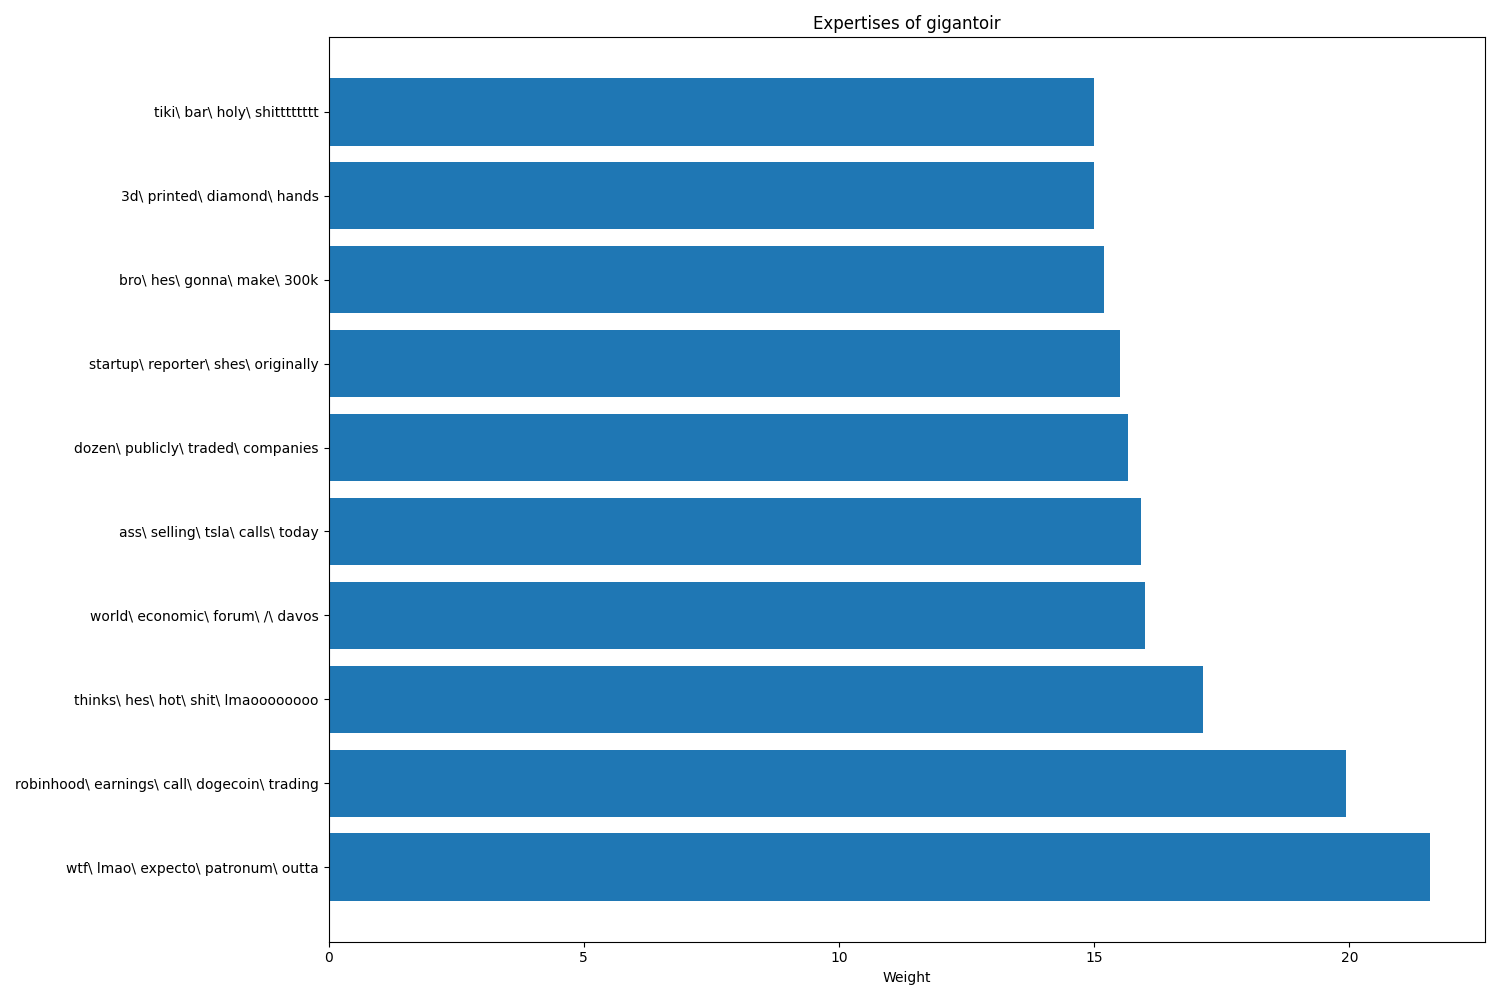 Expertises of gigantoir
tiki\ bar\ holy\ shitttttttt
3d\ printed\ diamond\ hands
bro\ hes\ gonna\ make\ 300k
startup\ reporter\ shes\ originally
dozen\ publicly\ traded\ companies
ass\ selling\ tsla\ calls\ today
world\ economic\ forum\ /\ davos
thinks\ hes\ hot\ shit\ lmaoooooooo
robinhood\ earnings\ call\ dogecoin\ trading
wtf\ lmao\ expecto\ patronum\ outta
0 5 10 15 20
Weight